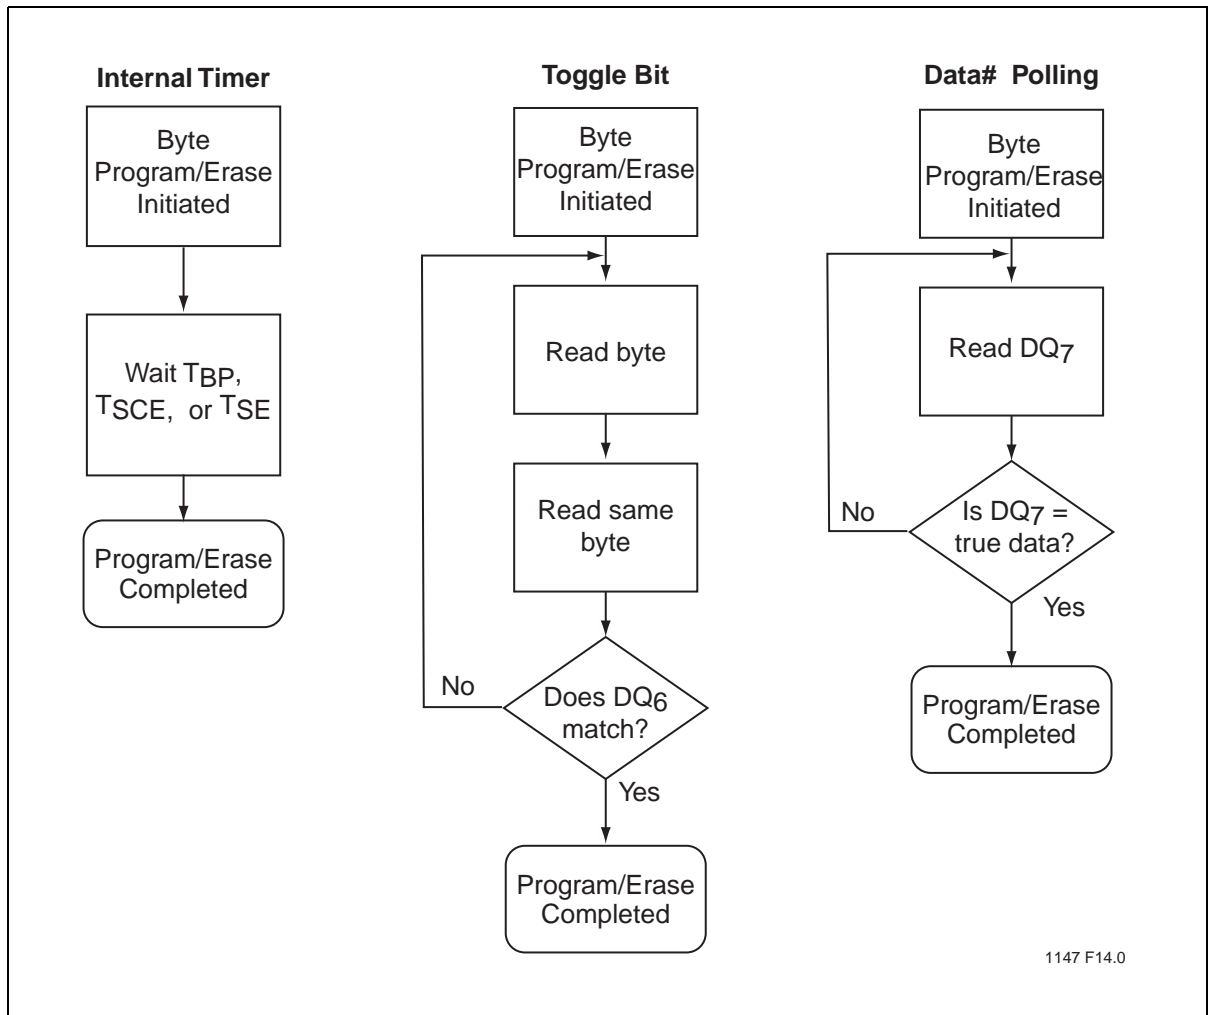 Internal Timer
Byte
Program/Erase
Initiated
Wait TBP,
TSCE, or TSE
Program/Erase
Completed
Toggle Bit
Byte
Program/Erase
Initiated
Read byte
Read same
byte
Does DQ6
match?
No
Yes
Program/Erase
Completed
Data# Polling
Byte
Program/Erase
Initiated
Read DQ7
Is DQ7 =
true data?
No
Yes
Program/Erase
Completed
1147 F14.0